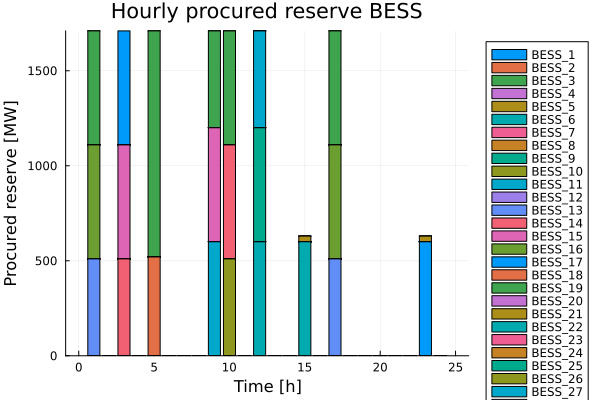 Hourly procured reserve BESS
Procured reserve [MW]
1500
1000
500
0
0 5 10 15 20 25
Time [h]
BESS_1
BESS_2
BESS_3
BESS_4
BESS_5
BESS_6
BESS_7
BESS_8
BESS_9
BESS_10
BESS_11
BESS_12
BESS_13
BESS_14
BESS_15
BESS_16
BESS_17
BESS_18
BESS_19
BESS_20
BESS_21
BESS_22
BESS_23
BESS_24
BESS_25
BESS_26
BESS_27